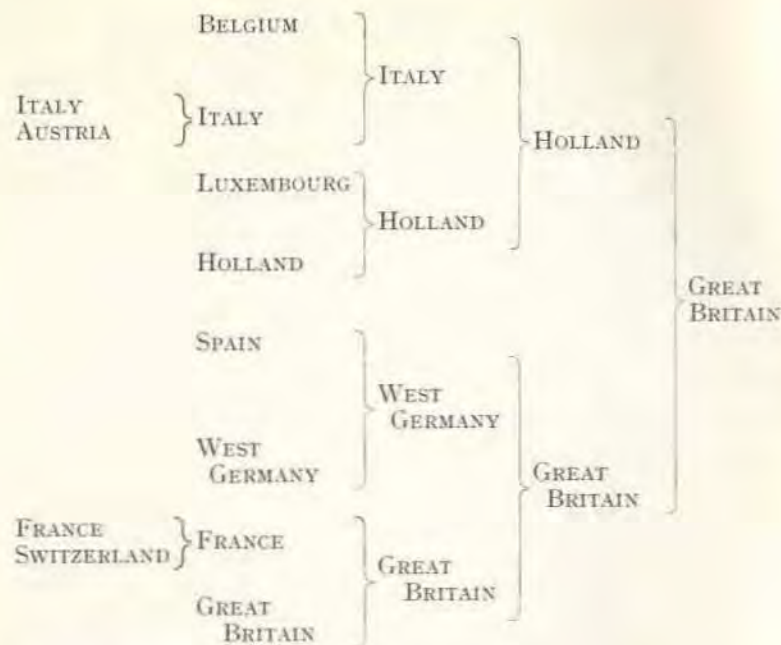 BELGIUM
ITALY
ITALY
AUSTRIA
ITALY
HOLLAND
LUXEMBOURG
HOLLAND
HOLLAND
GREAT
BRITAIN
SPAIN
WEST
GERMANY
WEST
GERMANY
GREAT
BRITAIN
FRANCE
SWITZERLAND
FRANCE
GREAT
BRITAIN
GREAT
BRITAIN